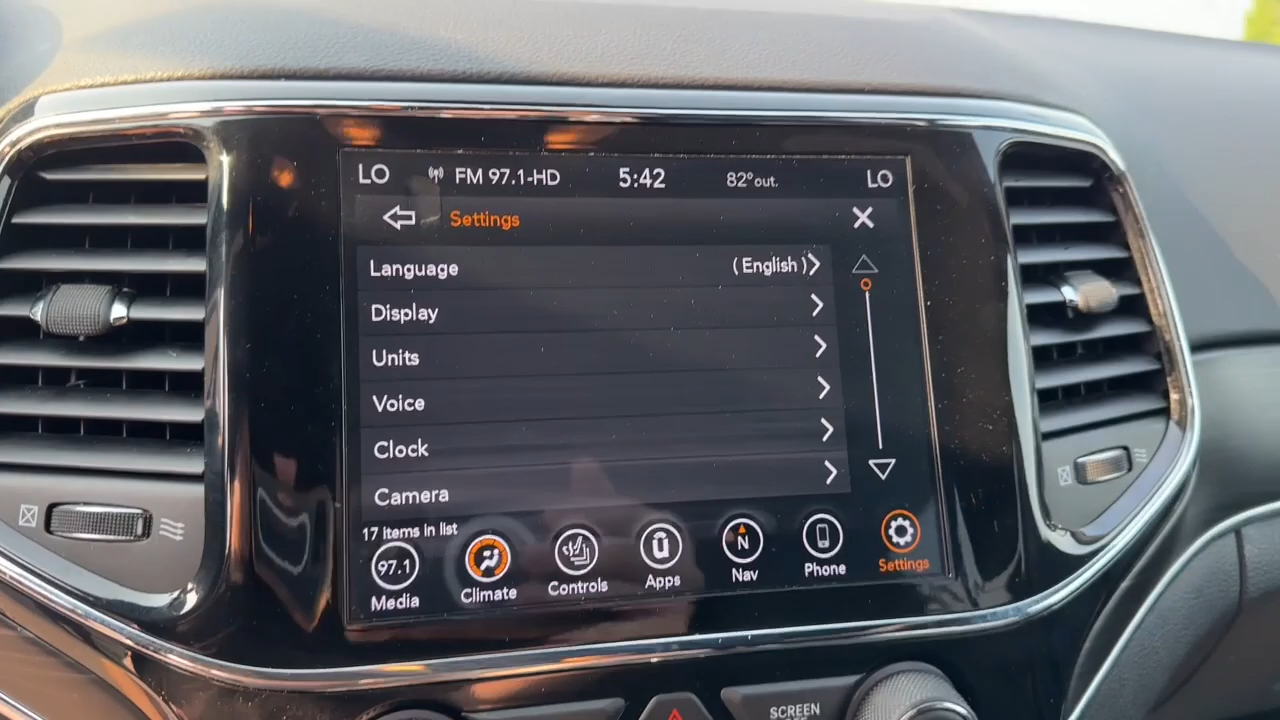 LO FM 97.1-HD 5:42 82° out. LO
Settings
Language ( English )
Display
Units
Voice
Clock
Camera
17 items in list
97.1 N
Media Climate Controls Apps Nav Phone Settings
SCREEN